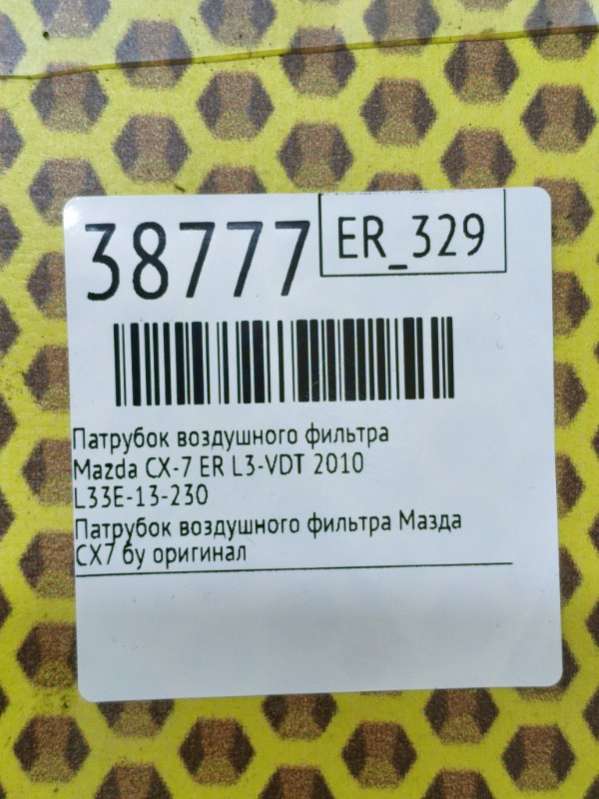 38777
ER_329
Патрубок воздушного фильтра
Mazda CX-7 ER L3-VDT 2010
L33E-13-230
Патрубок воздушного фильтра Мазда
СХ7 бу оригинал